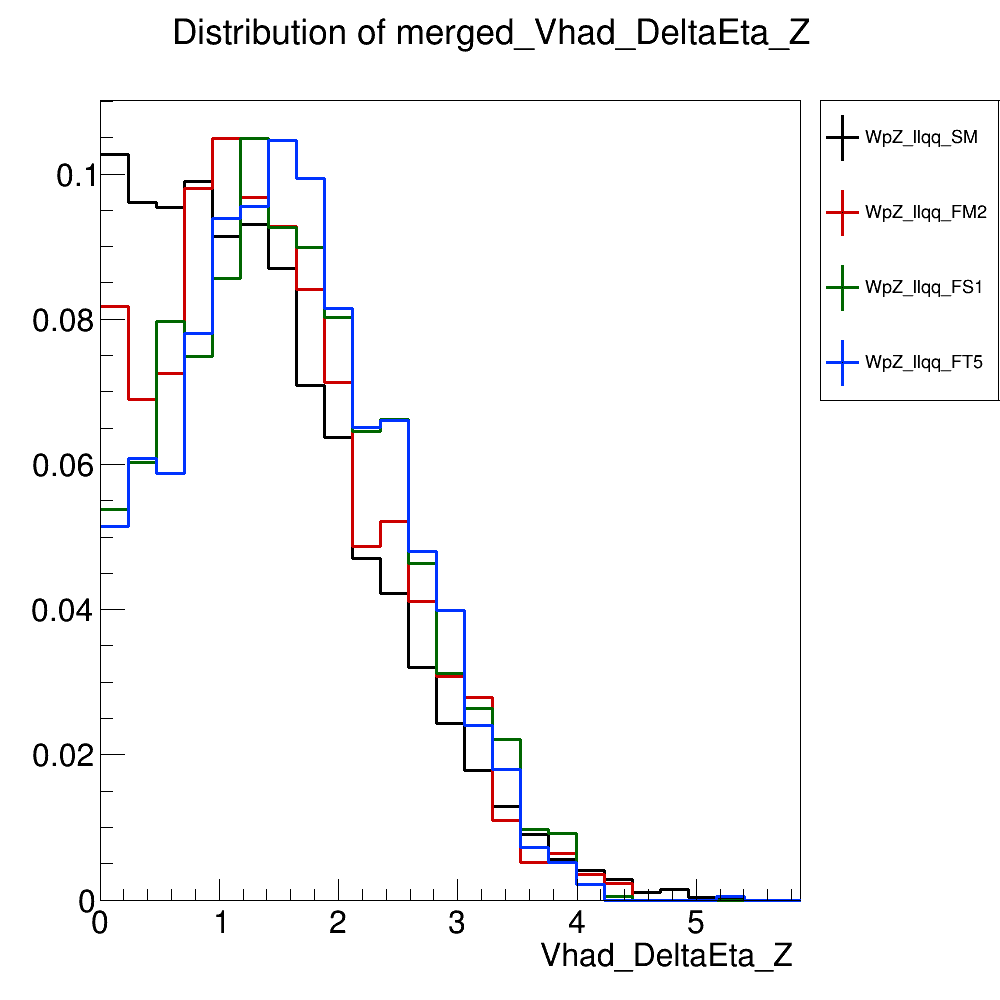 Distribution of merged_Vhad_DeltaEta_Z
WpZ_llqq_SM
WpZ_llqq_FM2
WpZ_llqq_FS1
WpZ_llqq_FT5
0.1
0.08
0.06
0.04
0.02
0
0 1 2 3 4 5
Vhad_DeltaEta_Z